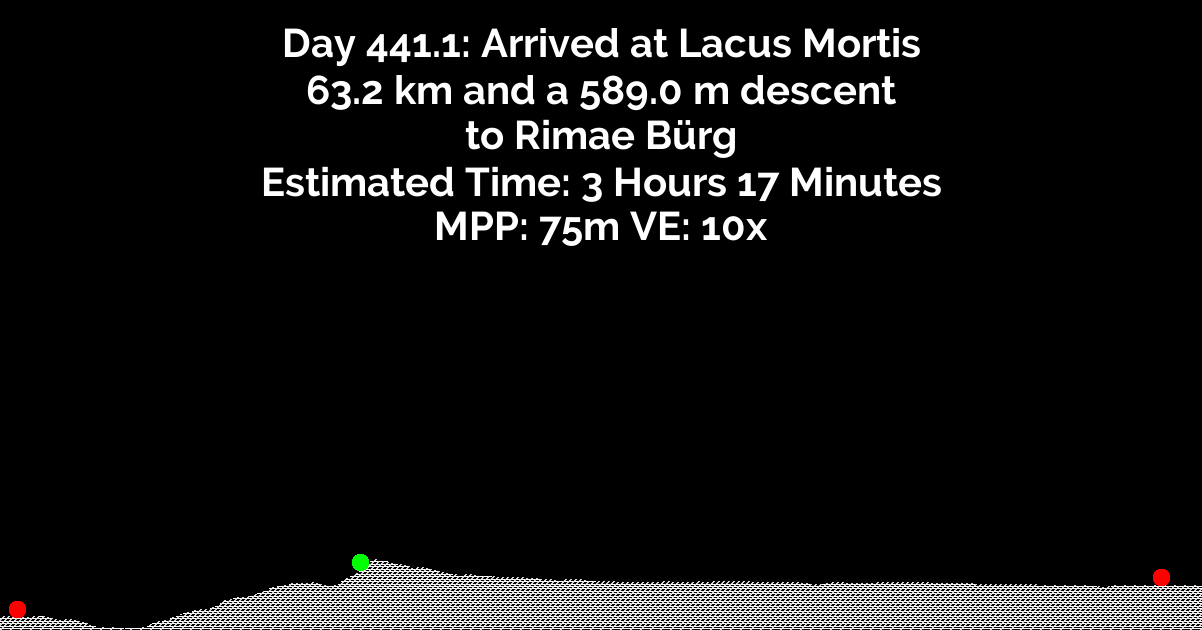 Day 441.1: Arrived at Lacus Mortis
63.2 km and a 589.0 m descent
to Rimae Bürg
Estimated Time: 3 Hours 17 Minutes
MPP: 75m VE: 10x